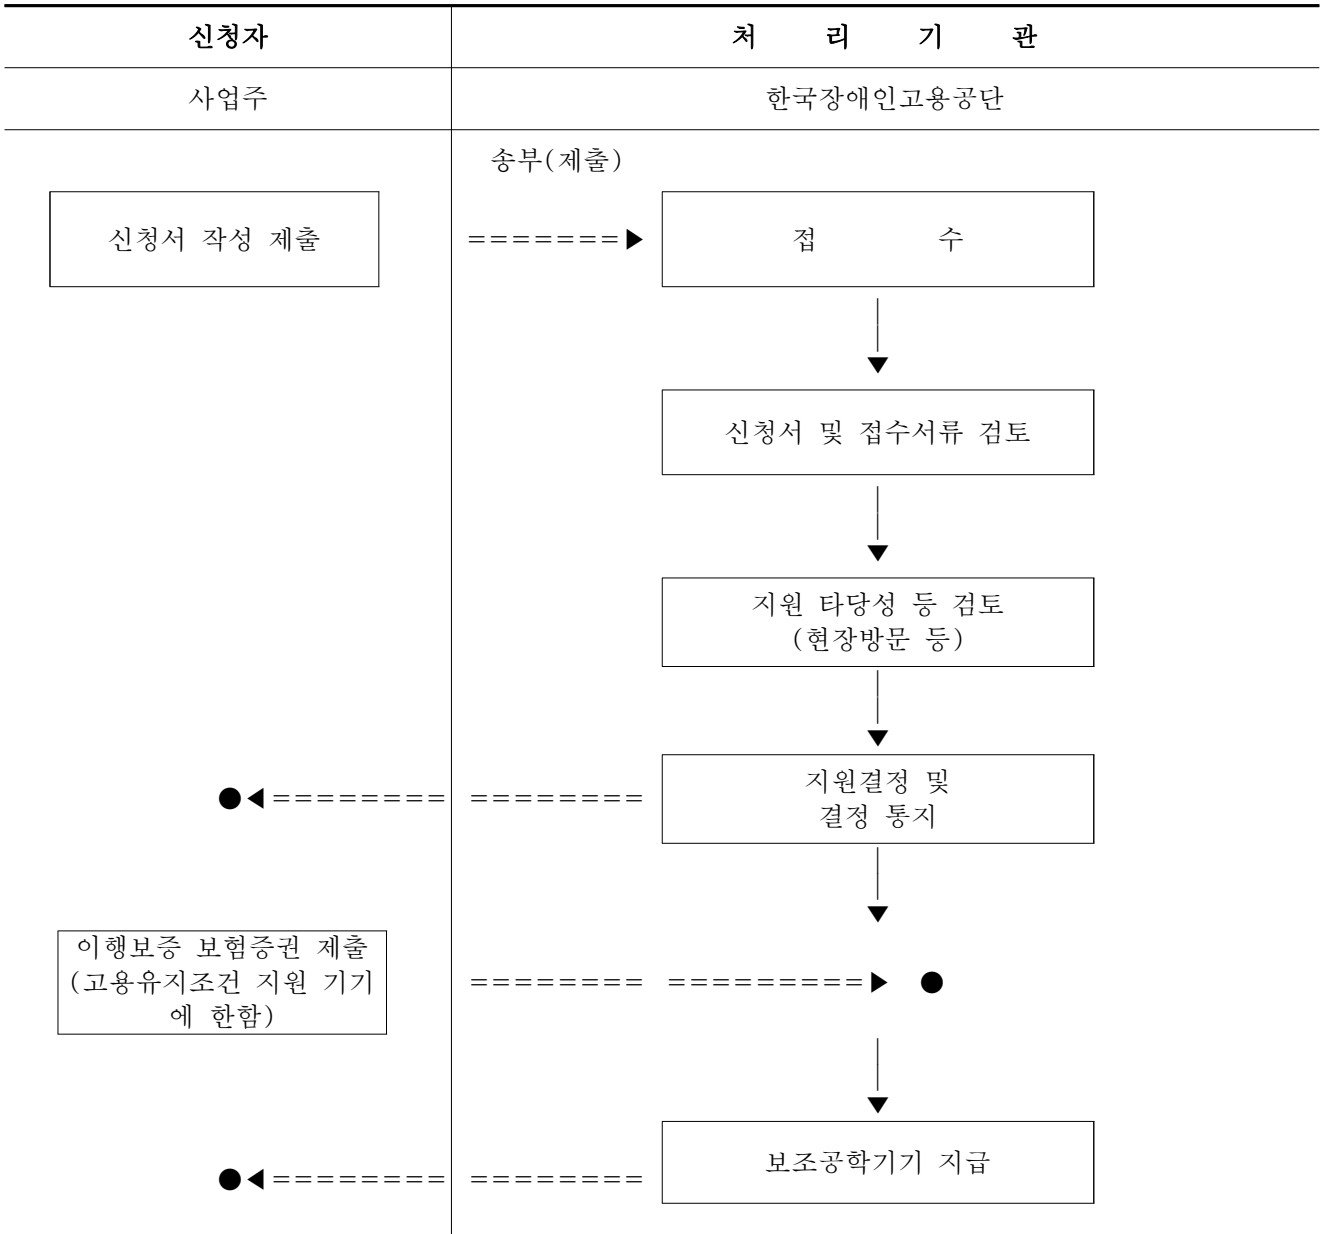 신청자
처 리 기 관
사업주
한국장애인고용공단
송부(제출)
신청서 작성 제출
=======▶
접 수
▼
신청서 및 접수서류 검토
▼
지원 타당성 등 검토
(현장방문 등)
▼
지원결정 및
결정 통지
●◀======== ========
▼
이행보증 보험증권 제출
(고용유지조건 지원 기기
에 한함)
======== =========▶ ●
▼
보조공학기기 지급
●◀======== ========